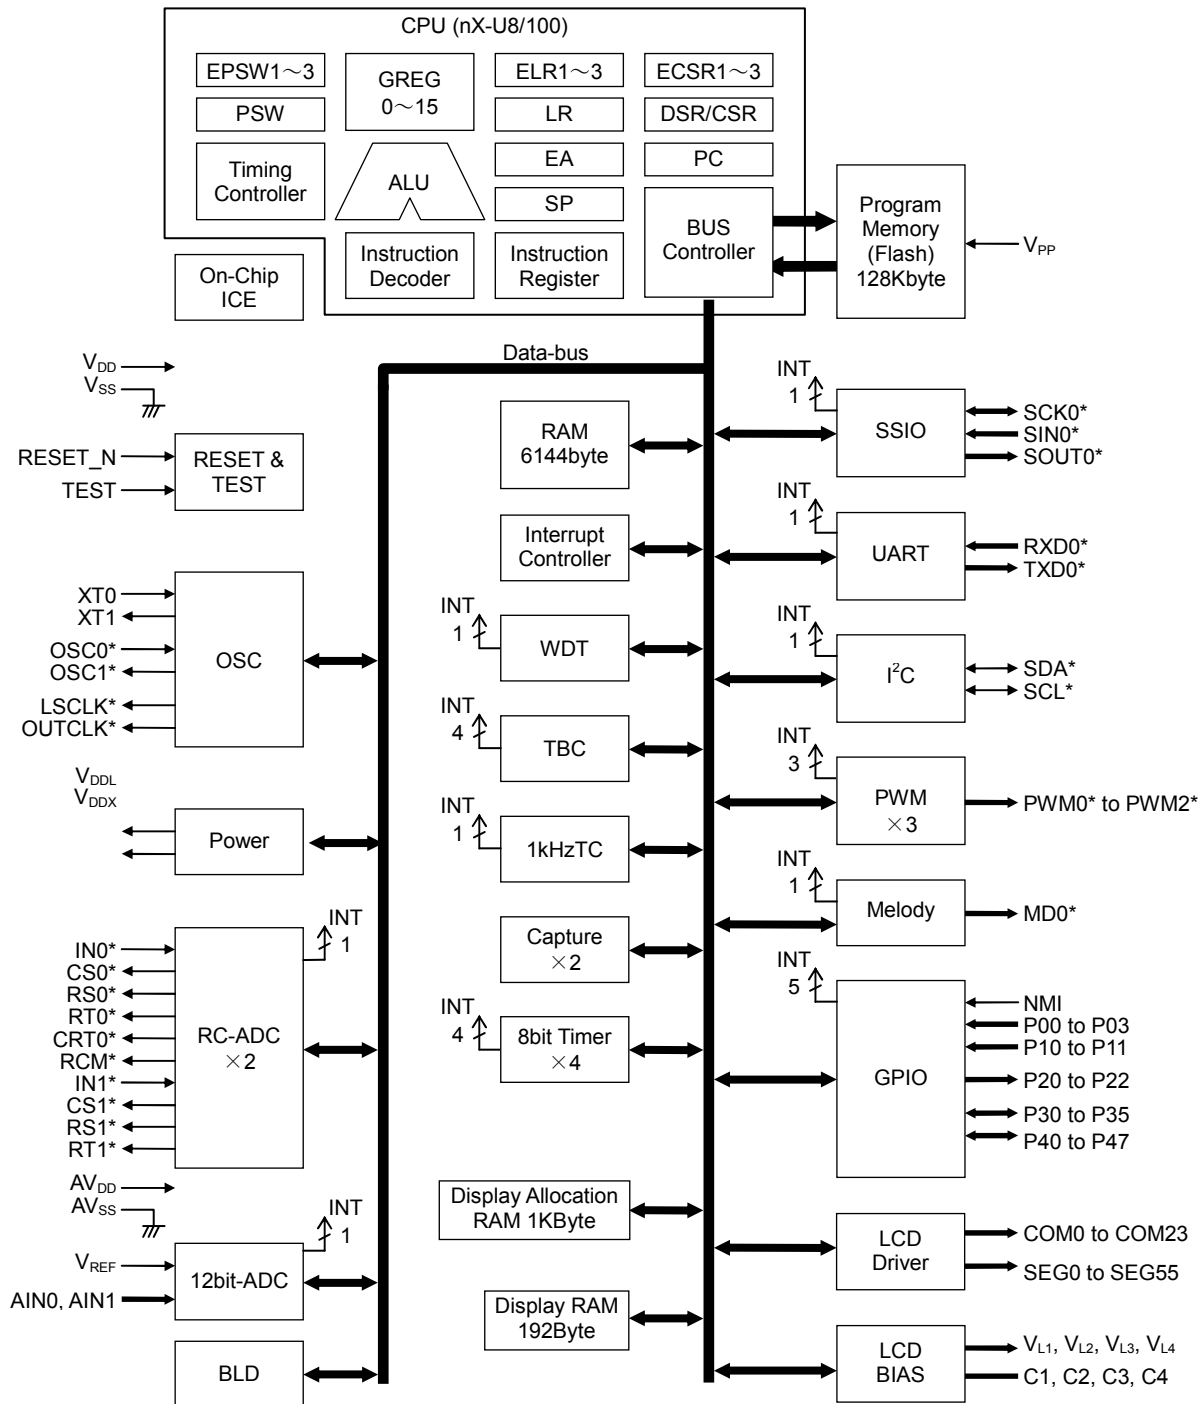 CPU (nX-U8/100)
EPSW1～3
GREG
0～15
ELR1～3
ECSR1～3
PSW
LR
DSR/CSR
Timing
Controller
ALU
EA
PC
SP
BUS
Controller
Program
Memory
(Flash)
128Kbyte
VPP
On-Chip
ICE
Instruction
Decoder
Instruction
Register
Data-bus
VDD
VSS
RESET_N
TEST
RESET &
TEST
XT0
XT1
OSC0*
OSC1*
LSCLK*
OUTCLK*
OSC
VDDL
VDDX
Power
IN0*
CS0*
RS0*
RT0*
CRT0*
RCM*
IN1*
CS1*
RS1*
RT1*
RC-ADC
×2
INT
1
AVDD
AVSS
VREF
AIN0, AIN1
12bit-ADC
INT
1
BLD
RAM
6144byte
Interrupt
Controller
INT
1
WDT
INT
4
TBC
INT
1
1kHzTC
Capture
×2
INT
4
8bit Timer
×4
Display Allocation
RAM 1KByte
Display RAM
192Byte
INT
1
SSIO
SCK0*
SIN0*
SOUT0*
INT
1
UART
RXD0*
TXD0*
INT
1
I²C
SDA*
SCL*
INT
3
PWM
×3
PWM0* to PWM2*
INT
1
Melody
MD0*
INT
5
GPIO
NMI
P00 to P03
P10 to P11
P20 to P22
P30 to P35
P40 to P47
LCD
Driver
COM0 to COM23
SEG0 to SEG55
LCD
BIAS
VL1, VL2, VL3, VL4
C1, C2, C3, C4